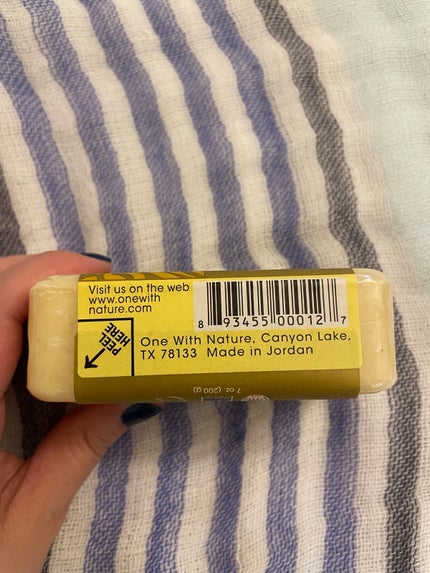 Visit us on the web
www.onewith
nature.com
PEEL
HERE
8 93455 00012 7
One With Nature, Canyon Lake,
TX 78133 Made in Jordan
7 oz. (200 g)